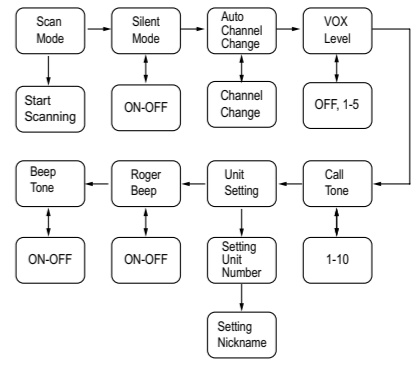 Scan
Mode
Silent
Mode
Auto
Channel
Change
VOX
Level
Start
Scanning
ON-OFF
Channel
Change
OFF, 1-5
Beep
Tone
Roger
Beep
Unit
Setting
Call
Tone
ON-OFF
ON-OFF
Setting
Unit
Number
1-10
Setting
Nickname